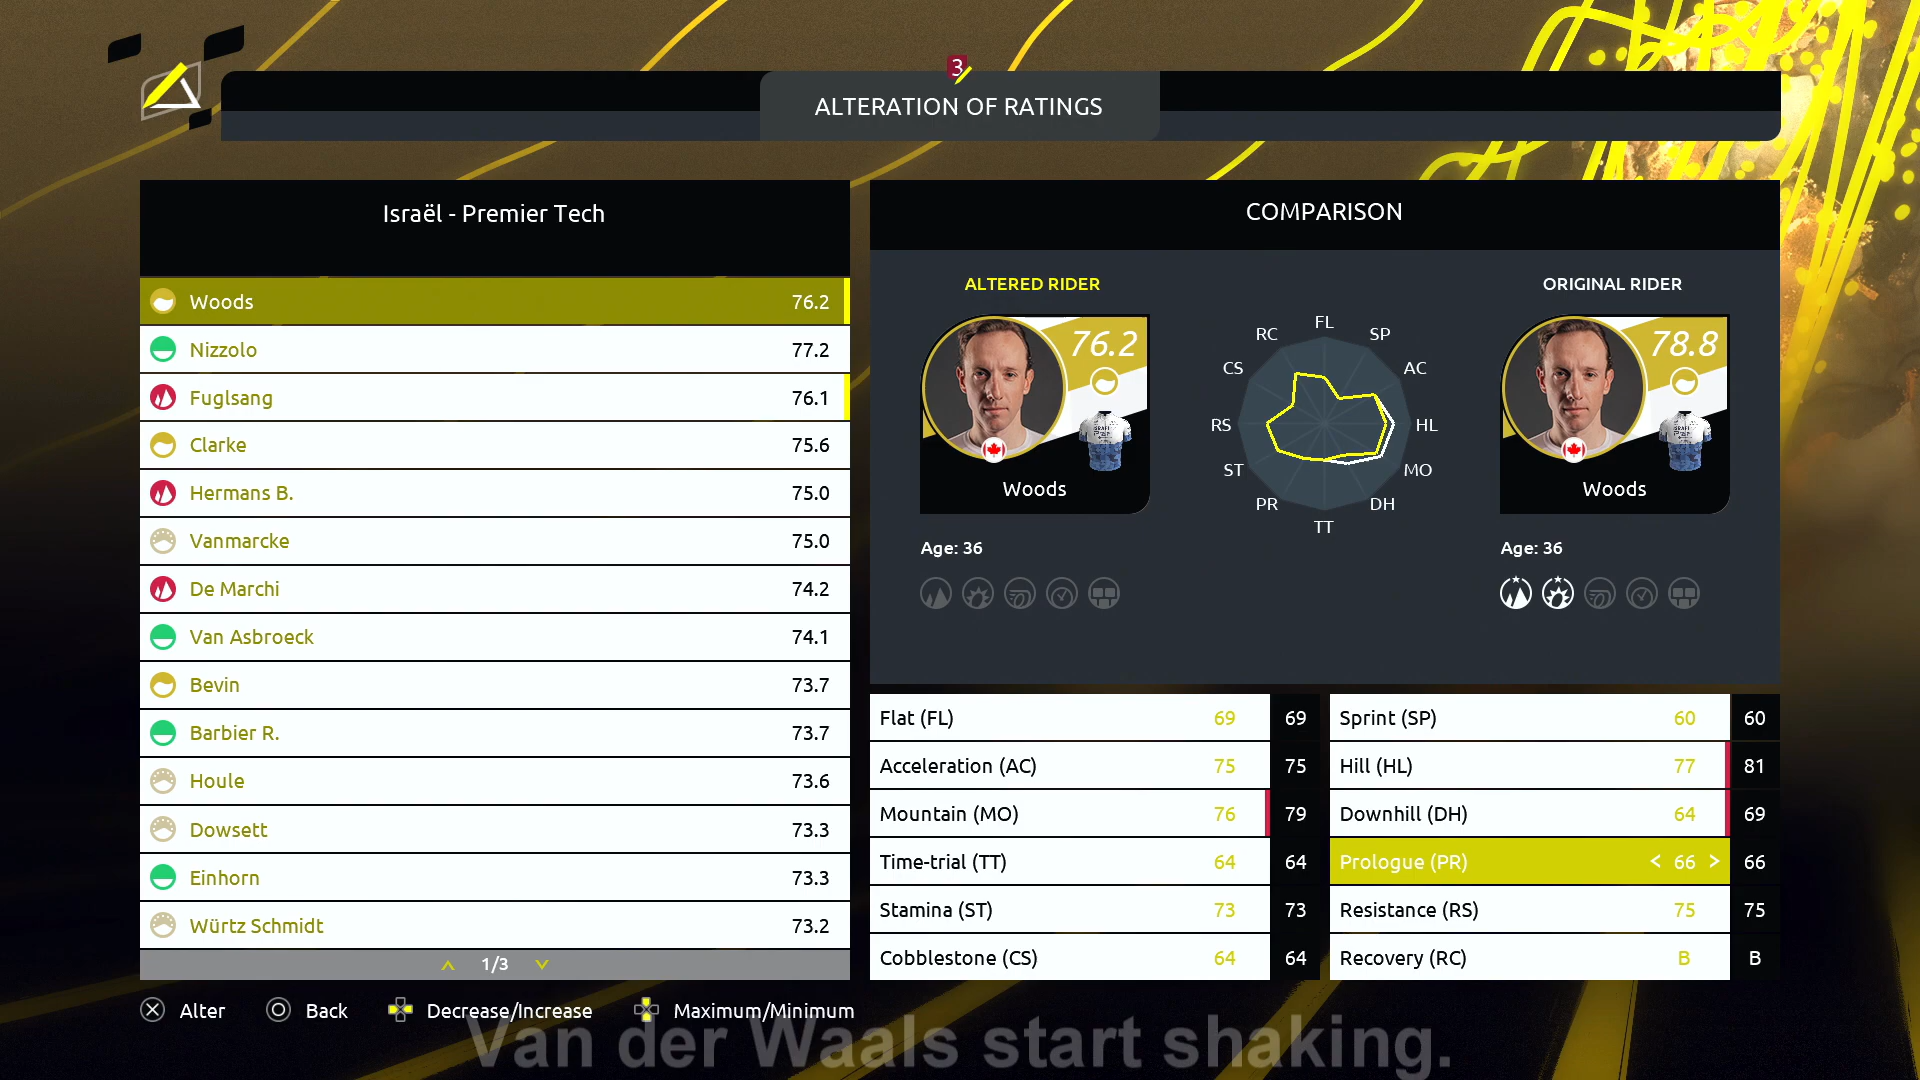 3
ALTERATION OF RATINGS
Israël - Premier Tech
Woods 76.2
Nizzolo 77.2
Fuglsang 76.1
Clarke 75.6
Hermans B. 75.0
Vanmarcke 75.0
De Marchi 74.2
Van Asbroeck 74.1
Bevin 73.7
Barbier R. 73.7
Houle 73.6
Dowsett 73.3
Einhorn 73.3
Würtz Schmidt 73.2
1/3
COMPARISON
ALTERED RIDER
ORIGINAL RIDER
76.2
Woods
Age: 36
FL
SP
AC
HL
MO
DH
TT
PR
ST
RS
CS
RC
78.8
Woods
Age: 36
Flat (FL) 69 69
Sprint (SP) 60 60
Acceleration (AC) 75 75
Hill (HL) 77 81
Mountain (MO) 76 79
Downhill (DH) 64 69
Time-trial (TT) 64 64
Prologue (PR) < 66 > 66
Stamina (ST) 73 73
Resistance (RS) 75 75
Cobblestone (CS) 64 64
Recovery (RC) B B
Alter
Back
Decrease/Increase
Maximum/Minimum
Van der Waals start shaking.